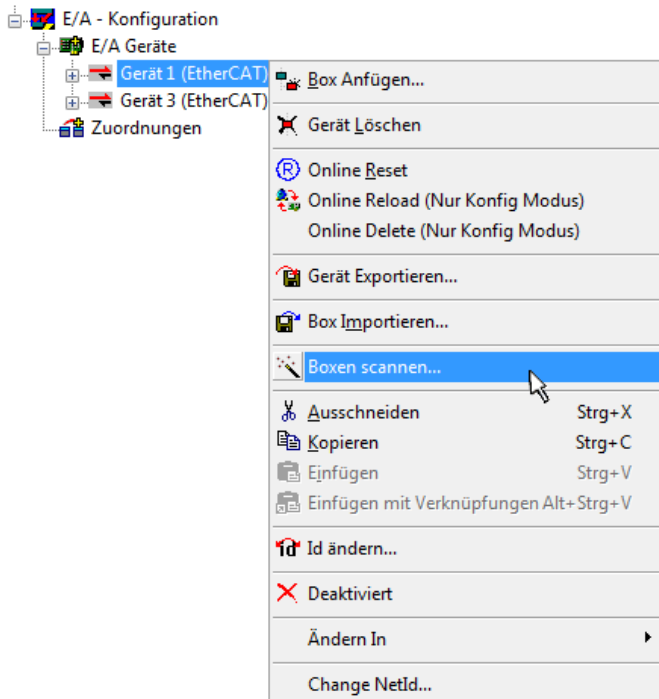 E/A - Konfiguration
E/A Geräte
Gerät 1 (EtherCAT)
Gerät 3 (EtherCAT)
Zuordnungen
Box Anfügen...
Gerät Löschen
Online Reset
Online Reload (Nur Konfig Modus)
Online Delete (Nur Konfig Modus)
Gerät Exportieren...
Box Importieren...
Boxen scannen...
Ausschneiden Strg+X
Kopieren Strg+C
Einfügen Strg+V
Einfügen mit Verknüpfungen Alt+Strg+V
Id ändern...
Deaktiviert
Ändern In
Change NetId...